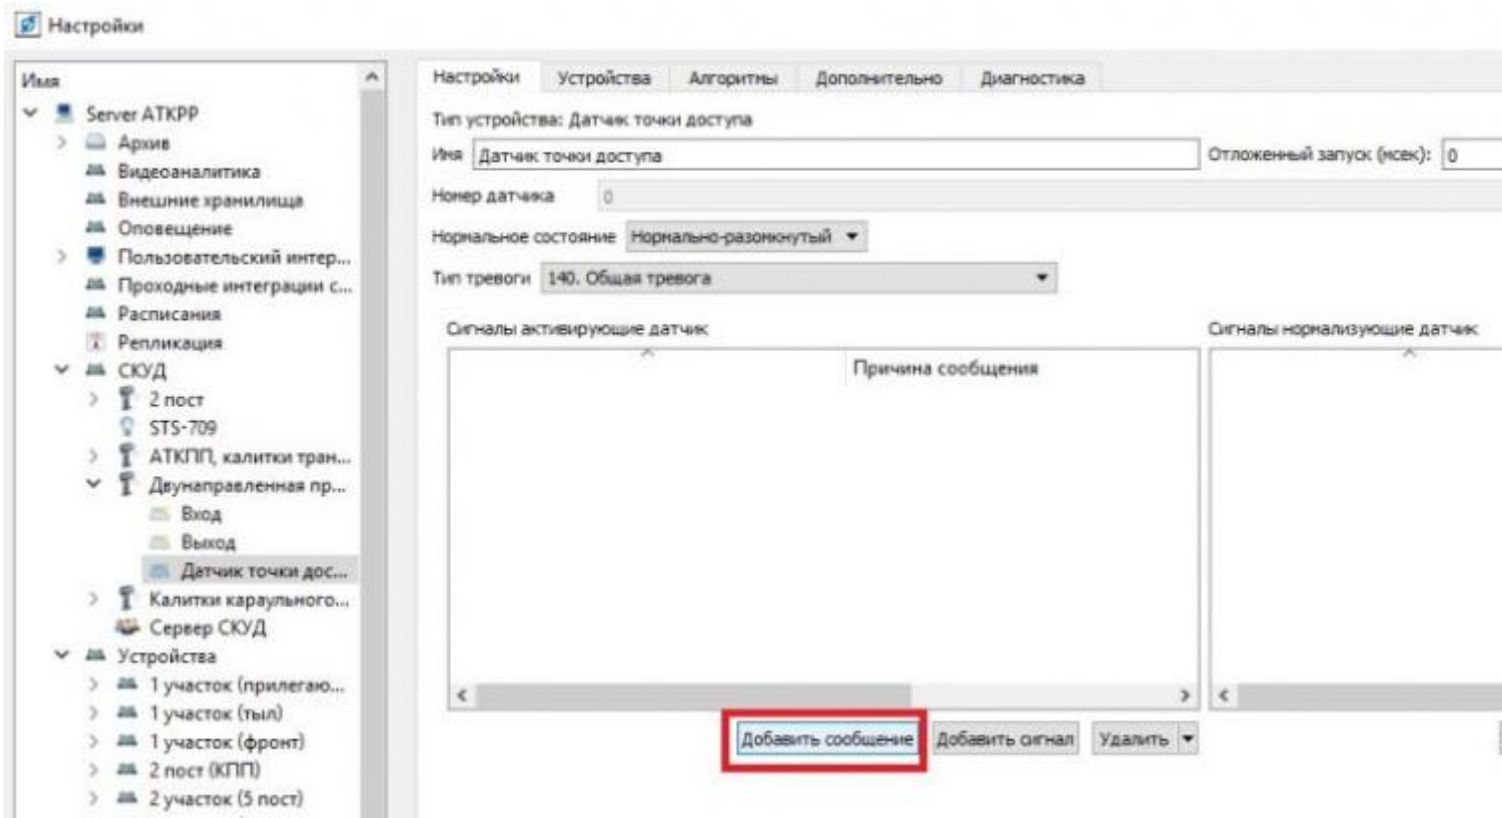 Настройки
Имя
Server АТКРР
Архив
Видеоаналитика
Внешние хранилища
Оповещение
Пользовательский интер...
Проходные интеграции с...
Расписания
Репликация
СКУД
2 пост
STS-709
АТКПП, калитки тран...
Двунаправленная пр...
Вход
Выход
Датчик точки дос...
Калитки караульного...
Сервер СКУД
Устройства
1 участок (прилегаю...
1 участок (тыл)
1 участок (фронт)
2 пост (КПП)
2 участок (5 пост)
Настройки Устройства Алгоритмы Дополнительно Диагностика
Тип устройства: Датчик точки доступа
Имя Датчик точки доступа Отложенный запуск (мсек): 0
Номер датчика 0
Нормальное состояние Нормально-разомкнутый
Тип тревоги 140. Общая тревога
Сигналы активирующие датчик Сигналы нормализующие датчик
Причина сообщения
Добавить сообщение Добавить сигнал Удалить